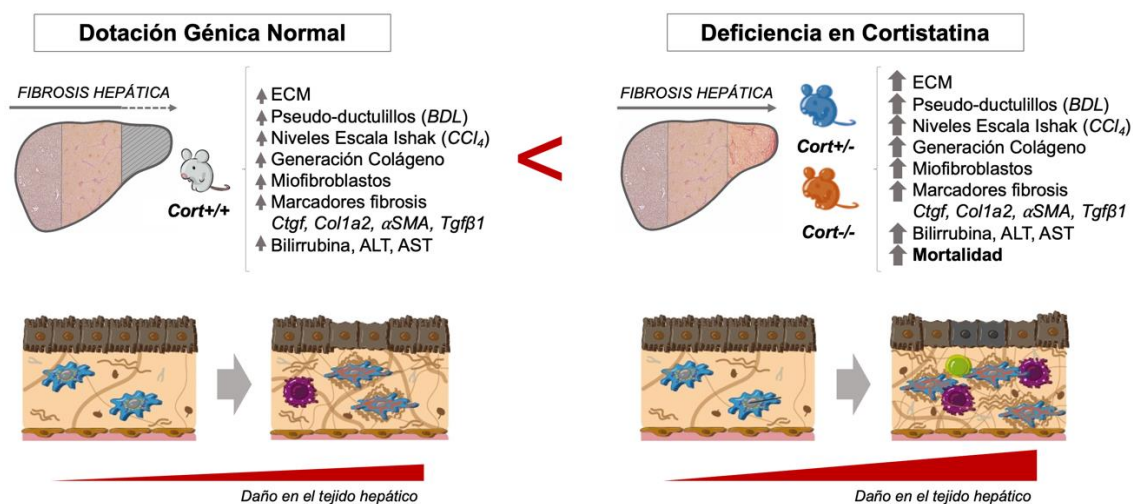 Dotación Génica Normal
FIBROSIS HEPÁTICA
Cort+/+
ECM
Pseudo-ductulillos (BDL)
Niveles Escala Ishak (CCl₄)
Generación Colágeno
Miofibroblastos
Marcadores fibrosis
Ctgf, Col1a2, αSMA, Tgfβ1
Bilirrubina, ALT, AST
<
Deficiencia en Cortistatina
FIBROSIS HEPÁTICA
Cort+/-
Cort-/-
ECM
Pseudo-ductulillos (BDL)
Niveles Escala Ishak (CCl₄)
Generación Colágeno
Miofibroblastos
Marcadores fibrosis
Ctgf, Col1a2, αSMA, Tgfβ1
Bilirrubina, ALT, AST
Mortalidad
Daño en el tejido hepático
Daño en el tejido hepático